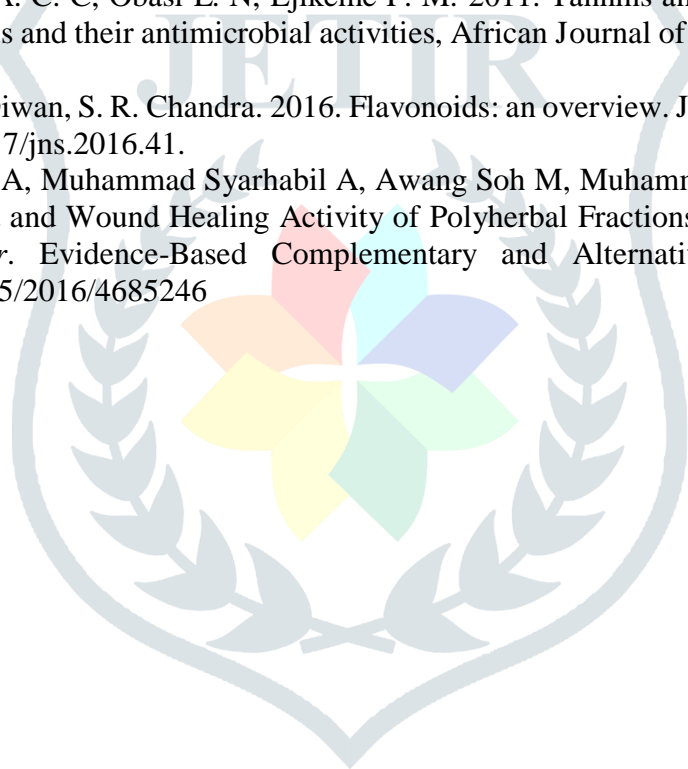 A. C. C, Obasi L. N, Ejikeme P. M. 2011. Tannins an
s and their antimicrobial activities, African Journal of
JETIR
iwan, S. R. Chandra. 2016. Flavonoids: an overview. J
7/jns.2016.41.
A, Muhammad Syarhabil A, Awang Soh M, Muhamm
and Wound Healing Activity of Polyherbal Fractions
r. Evidence-Based Complementary and Alternati
5/2016/4685246